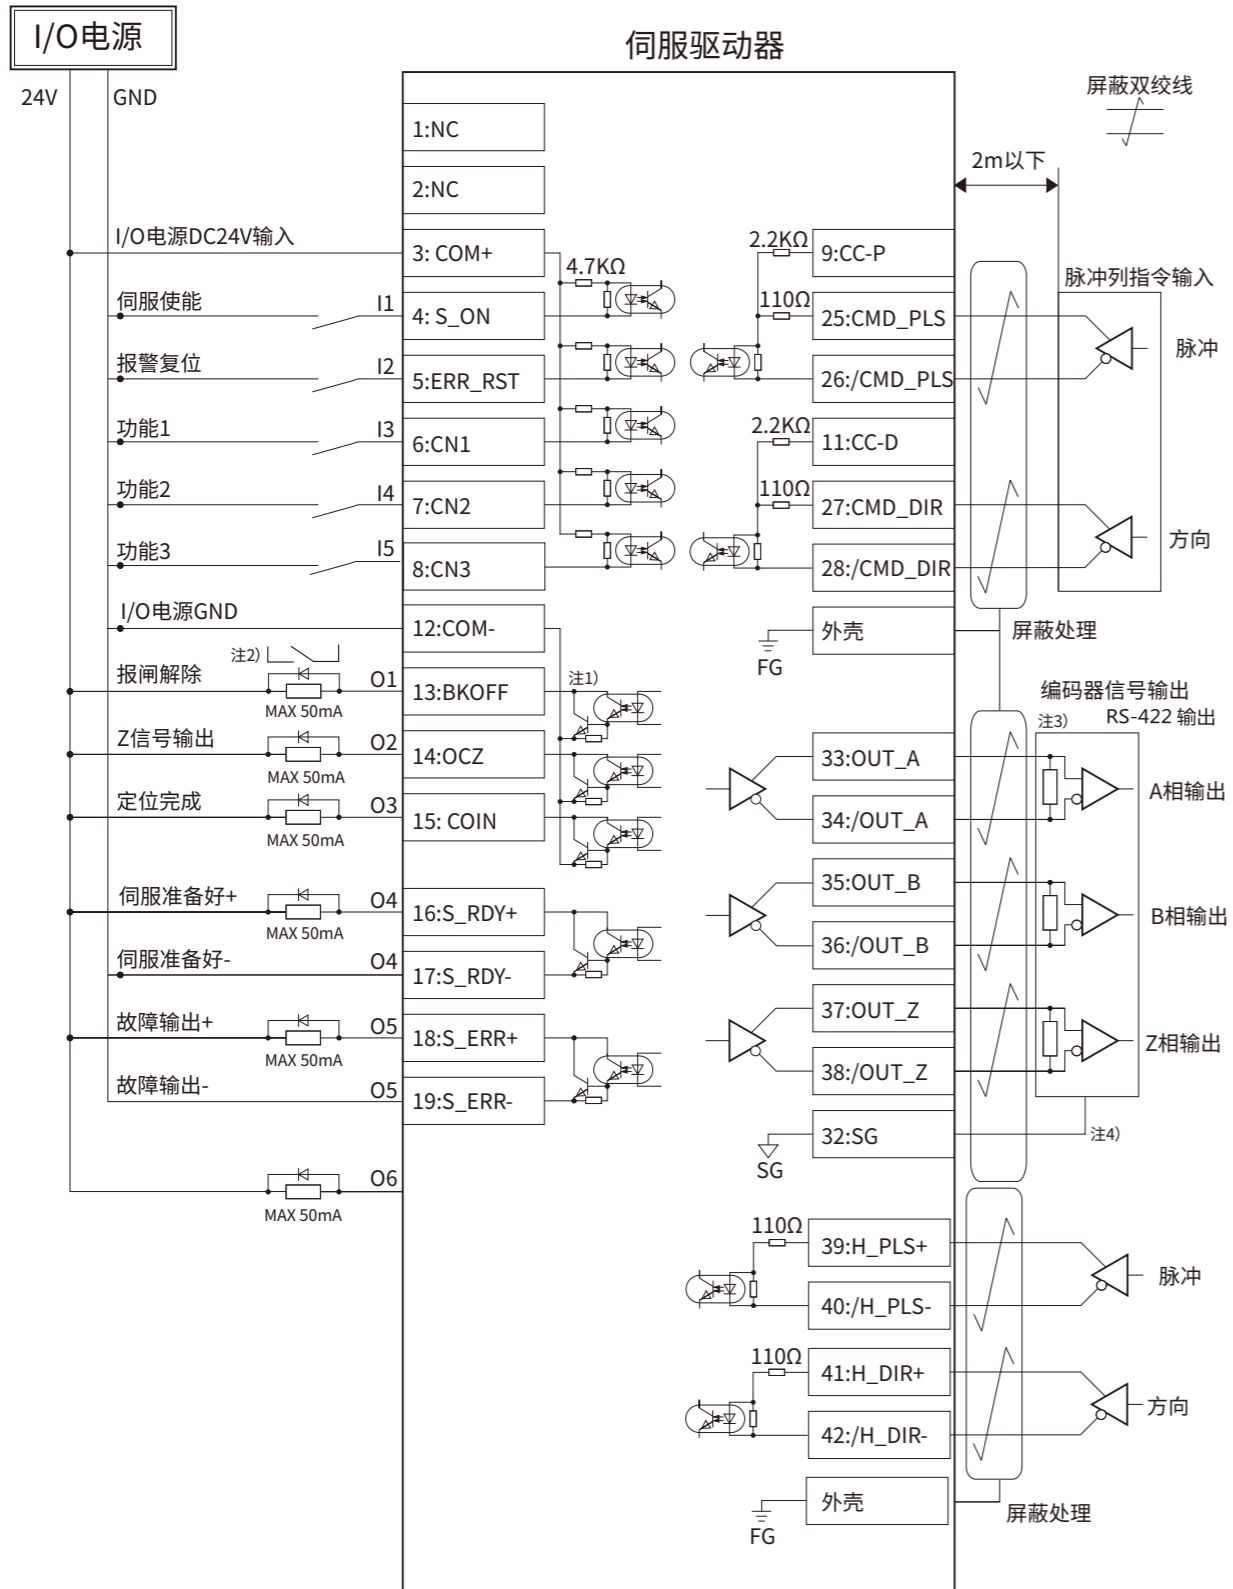 I/O电源
24V
GND
伺服驱动器
屏蔽双绞线
2m以下
1:NC
2:NC
I/O电源DC24V输入
3: COM+
4.7KΩ
伺服使能
I1
4: S_ON
报警复位
I2
5:ERR_RST
功能1
I3
6:CN1
功能2
I4
7:CN2
功能3
I5
8:CN3
I/O电源GND
12:COM-
注2)
注1)
报闸解除
O1
13:BKOFF
MAX 50mA
Z信号输出
O2
14:OCZ
MAX 50mA
定位完成
O3
15: COIN
MAX 50mA
伺服准备好+
O4
16:S_RDY+
MAX 50mA
伺服准备好-
O4
17:S_RDY-
故障输出+
O5
18:S_ERR+
MAX 50mA
故障输出-
O5
19:S_ERR-
O6
MAX 50mA
2.2KΩ
9:CC-P
脉冲列指令输入
110Ω
25:CMD_PLS
脉冲
26:/CMD_PLS
2.2KΩ
11:CC-D
110Ω
27:CMD_DIR
方向
28:/CMD_DIR
外壳
FG
屏蔽处理
编码器信号输出
注3)
RS-422 输出
33:OUT_A
A相输出
34:/OUT_A
35:OUT_B
B相输出
36:/OUT_B
37:OUT_Z
Z相输出
38:/OUT_Z
32:SG
SG
注4)
110Ω
39:H_PLS+
脉冲
40:/H_PLS-
110Ω
41:H_DIR+
方向
42:/H_DIR-
外壳
FG
屏蔽处理